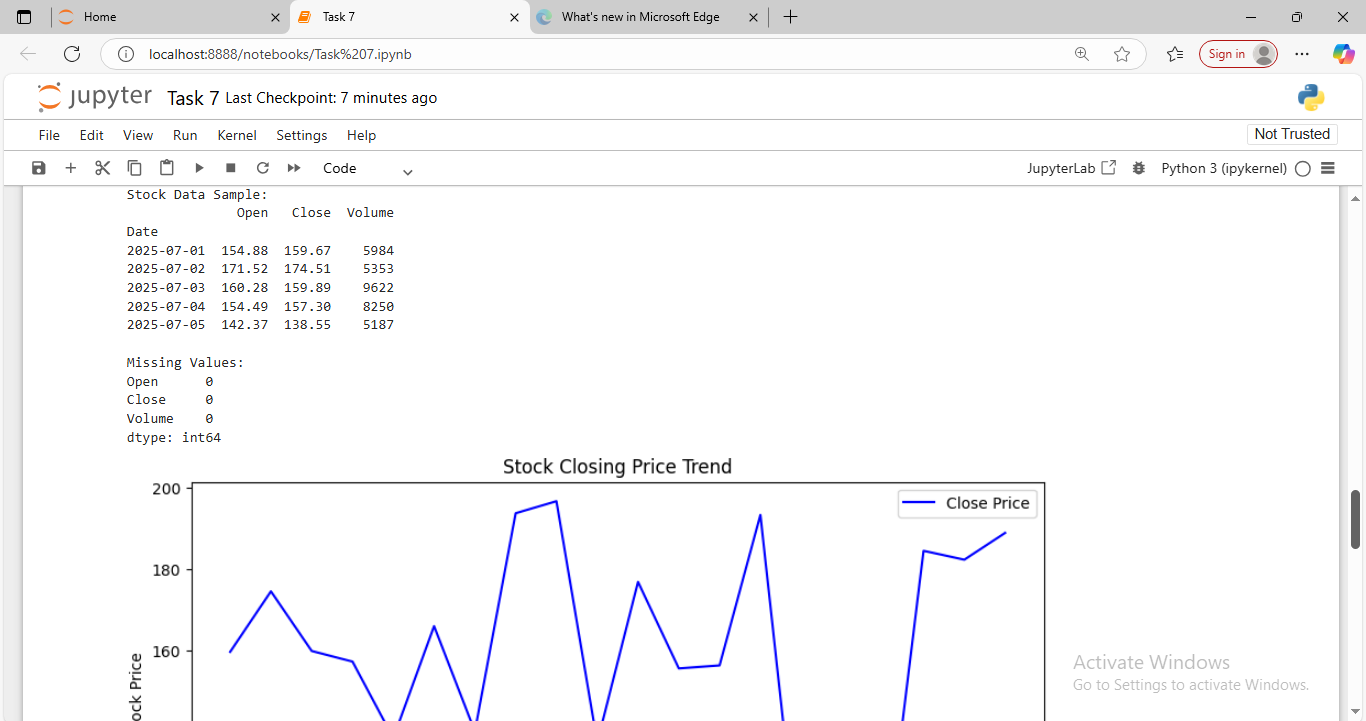 Home
Task 7
What's new in Microsoft Edge
localhost:8888/notebooks/Task%207.ipynb
Sign in
jupyter Task 7 Last Checkpoint: 7 minutes ago
File Edit View Run Kernel Settings Help
Not Trusted
Code
JupyterLab
Python 3 (ipykernel)
Stock Data Sample:
Open Close Volume
Date
2025-07-01 154.88 159.67 5984
2025-07-02 171.52 174.51 5353
2025-07-03 160.28 159.89 9622
2025-07-04 154.49 157.30 8250
2025-07-05 142.37 138.55 5187
Missing Values:
Open 0
Close 0
Volume 0
dtype: int64
Stock Closing Price Trend
200
Close Price
180
160
ock Price
Activate Windows
Go to Settings to activate Windows.